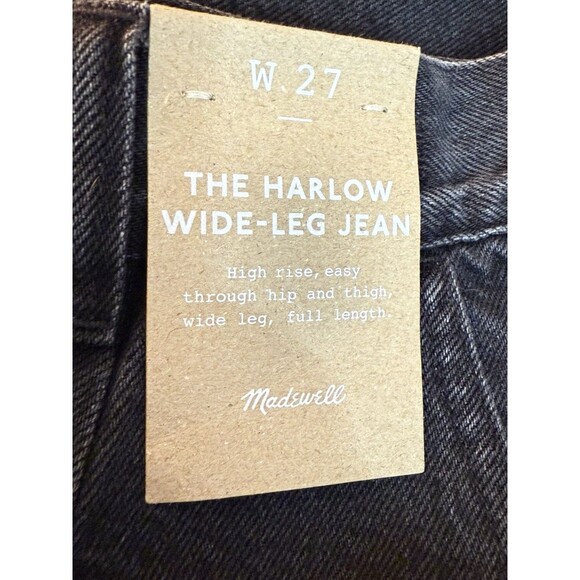 W 27
THE HARLOW
WIDE-LEG JEAN
High rise, easy
through hip and thigh,
wide leg, full length.
Madewell